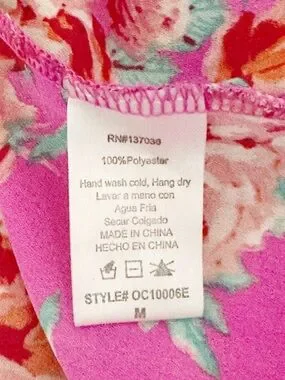 RN#137036
100%Polyester
Hand wash cold, Hang dry
Lavar a mano con
Agua Fria
Secar Colgado
MADE IN CHINA
HECHO EN CHINA
STYLE# OC10006E
M